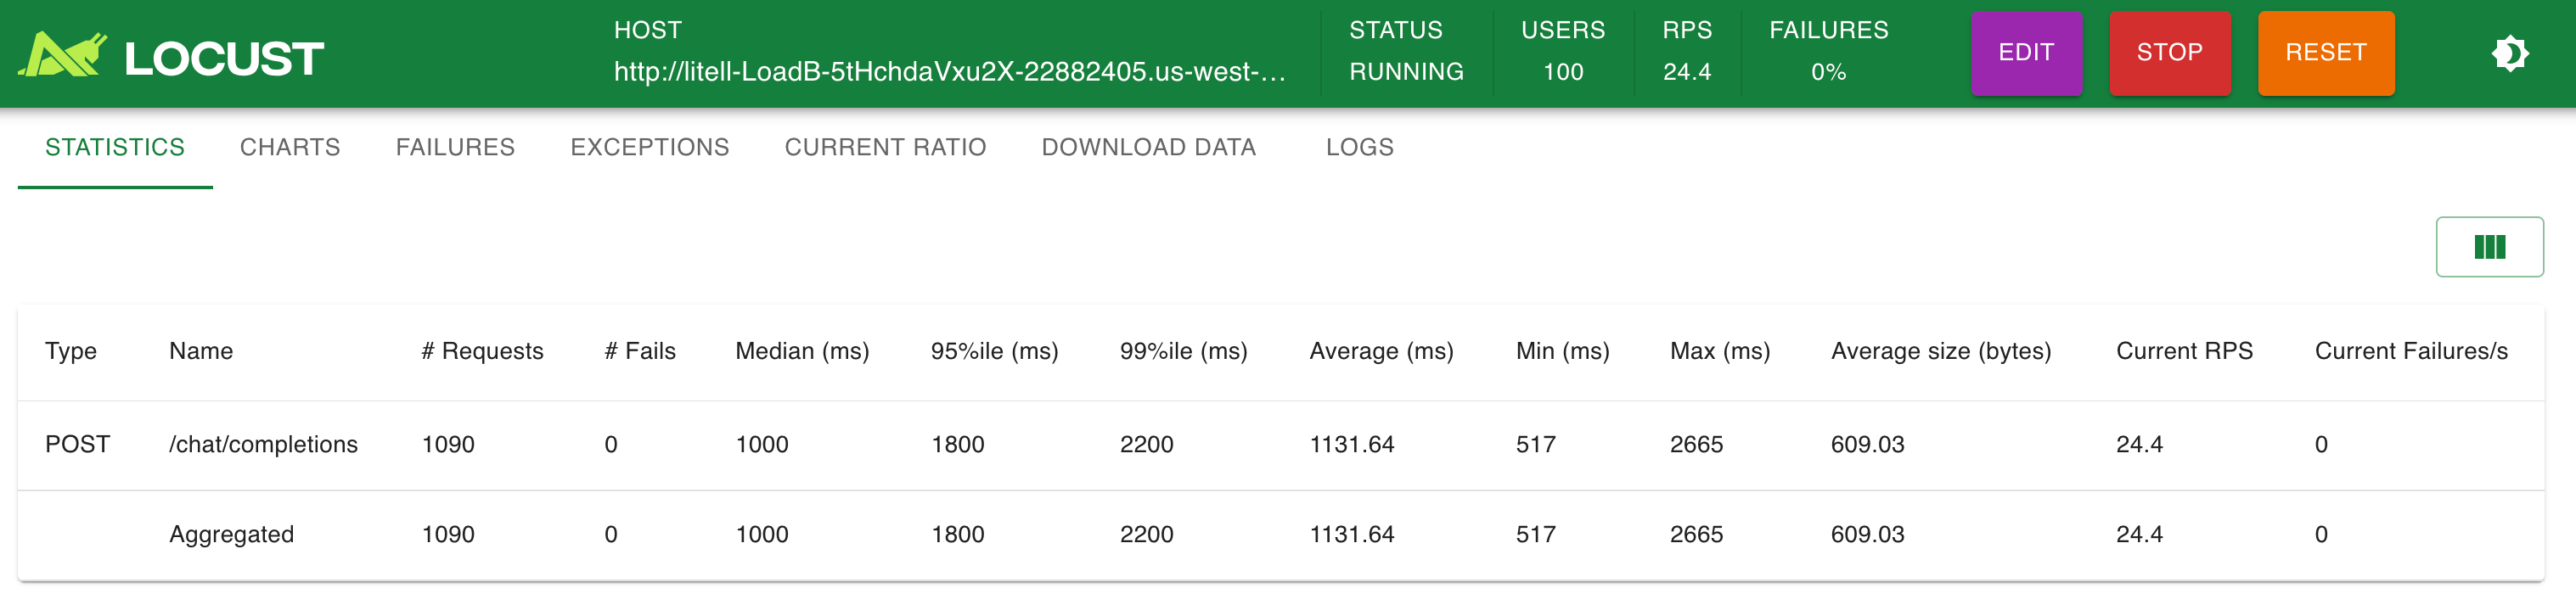 LOCUST
HOST
http://litell-LoadB-5tHchdaVxu2X-22882405.us-west-...
STATUS
RUNNING
USERS
100
RPS
24.4
FAILURES
0%
EDIT
STOP
RESET
STATISTICS CHARTS FAILURES EXCEPTIONS CURRENT RATIO DOWNLOAD DATA LOGS
Type Name # Requests # Fails Median (ms) 95%ile (ms) 99%ile (ms) Average (ms) Min (ms) Max (ms) Average size (bytes) Current RPS Current Failures/s
POST /chat/completions 1090 0 1000 1800 2200 1131.64 517 2665 609.03 24.4 0
Aggregated 1090 0 1000 1800 2200 1131.64 517 2665 609.03 24.4 0